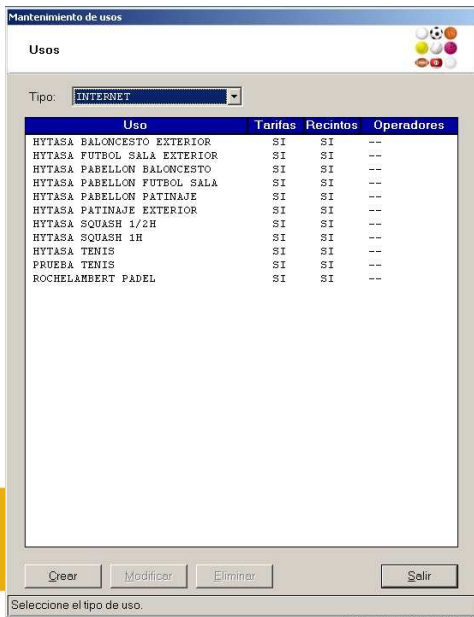 Mantenimiento de usos
Usos
Tipo: INTERNET
Uso Tarifas Recintos Operadores
HYTASA BALONCESTO EXTERIOR SI SI --
HYTASA FUTBOL SALA EXTERIOR SI SI --
HYTASA PABELLON BALONCESTO SI SI --
HYTASA PABELLON FUTBOL SALA SI SI --
HYTASA PABELLON PATINAJE SI SI --
HYTASA PATINAJE EXTERIOR SI SI --
HYTASA SQUASH 1/2H SI SI --
HYTASA SQUASH 1H SI SI --
HYTASA TENIS SI SI --
PRUEBA TENIS SI SI --
ROCHELAMBERT PADEL SI SI --
Crear Modificar Eliminar Salir
Seleccione el tipo de uso.